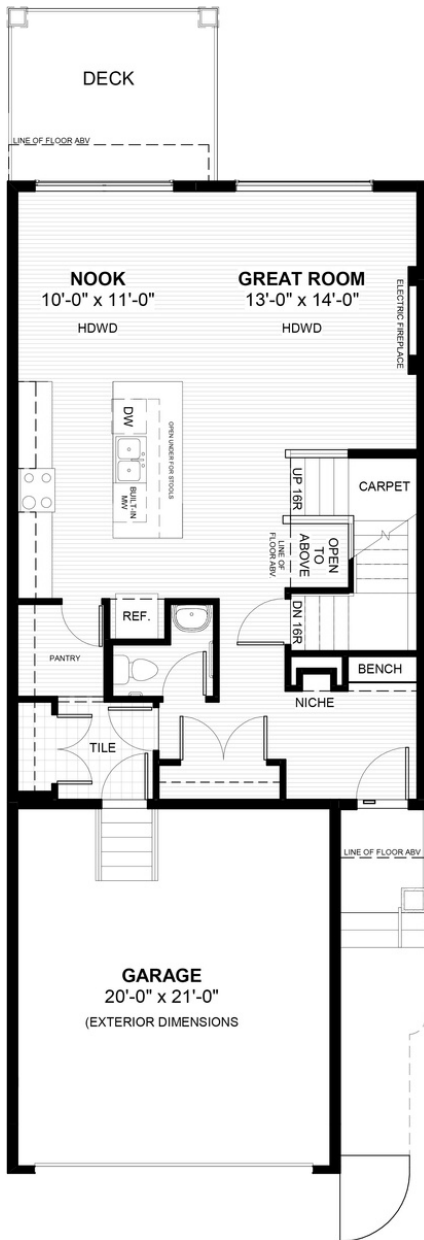 DECK
LINE OF FLOOR ABV
NOOK
10'-0" x 11'-0"
HDWD
GREAT ROOM
13'-0" x 14'-0"
HDWD
ELECTRIC FIREPLACE
DW
BUILT-IN
MW
OPEN UNDER FOR STOOLS
UP 16R
CARPET
OPEN
TO
ABOVE
LINE OF
FLOOR ABV.
DN 16R
REF.
PANTRY
BENCH
NICHE
TILE
LINE OF FLOOR ABV
GARAGE
20'-0" x 21'-0"
(EXTERIOR DIMENSIONS